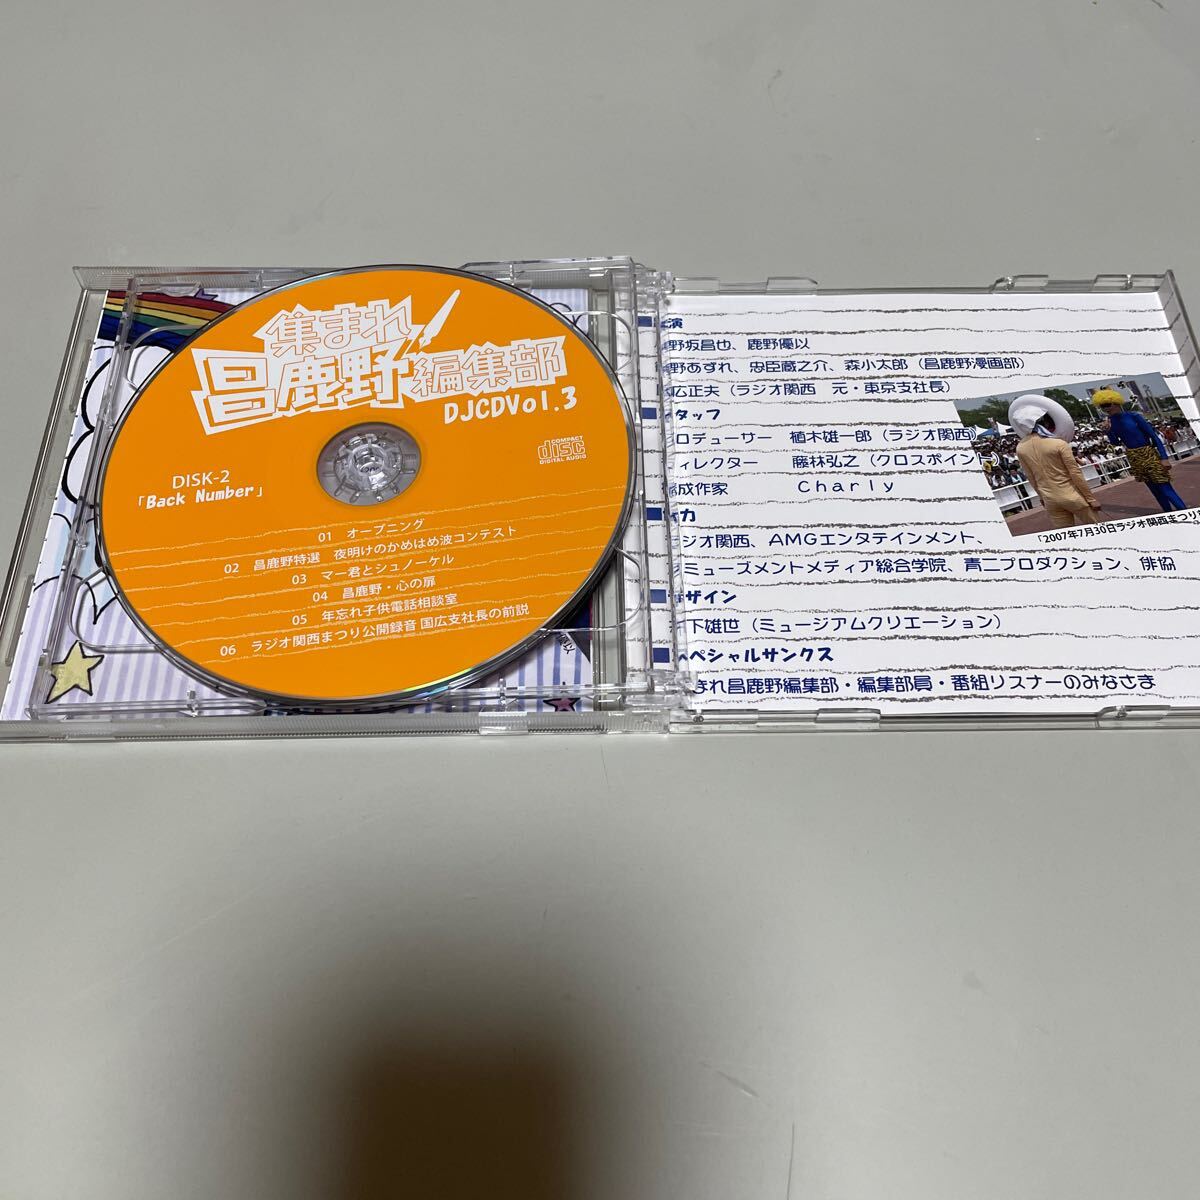 集まれ!
昌鹿野編集部
DJCDVol.3
COMPACT
disc
DIGITAL AUDIO
DISK-2
「Back Number」
01 オープニング
02 昌鹿野特選 夜明けのかめはめ波コンテスト
03 マー君とシュノーケル
04 昌鹿野・心の扉
05 年忘れ子供電話相談室
06 ラジオ関西まつり公開録音 国広支社長の前説
演
野坂昌也、鹿野優以
野あすれ、忠臣蔵之介、森小太郎（昌鹿野漫画部）
広正夫（ラジオ関西 元・東京支社長）
タッフ
ロデューサー 植木雄一郎（ラジオ関西）
ィレクター 藤林弘之（クロスポイント）
成作家 Charly
力
ジオ関西、AMGエンタテインメント、
ミューズメントメディア総合学院、青二プロダクション、俳協
ザイン
下雄世（ミュージアムクリエーション）
ペシャルサンクス
まれ昌鹿野編集部・編集部員・番組リスナーのみなさま
「2007年7月30日ラジオ関西まつり